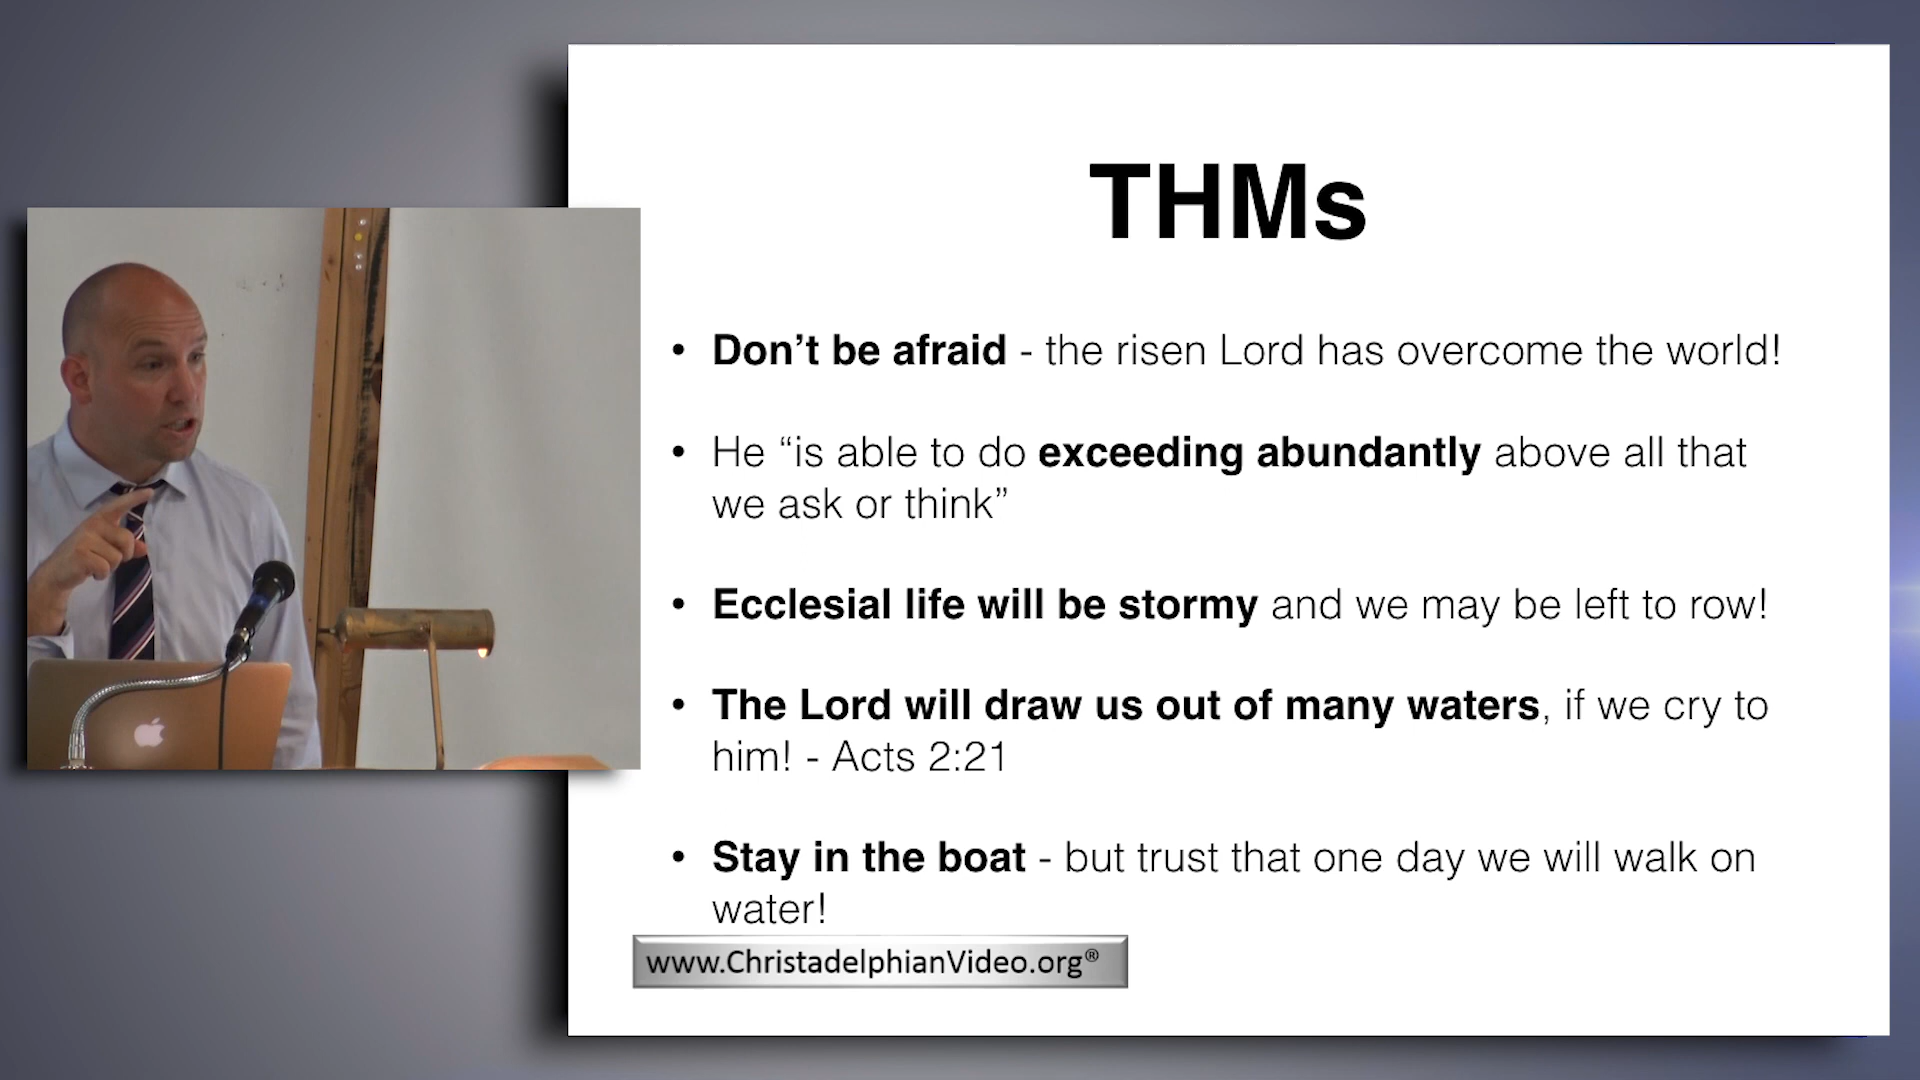 THMs
• Don’t be afraid - the risen Lord has overcome the world!
• He “is able to do exceeding abundantly above all that
we ask or think”
• Ecclesial life will be stormy and we may be left to row!
• The Lord will draw us out of many waters, if we cry to
him! - Acts 2:21
• Stay in the boat - but trust that one day we will walk on
water!
www.ChristadelphianVideo.org®